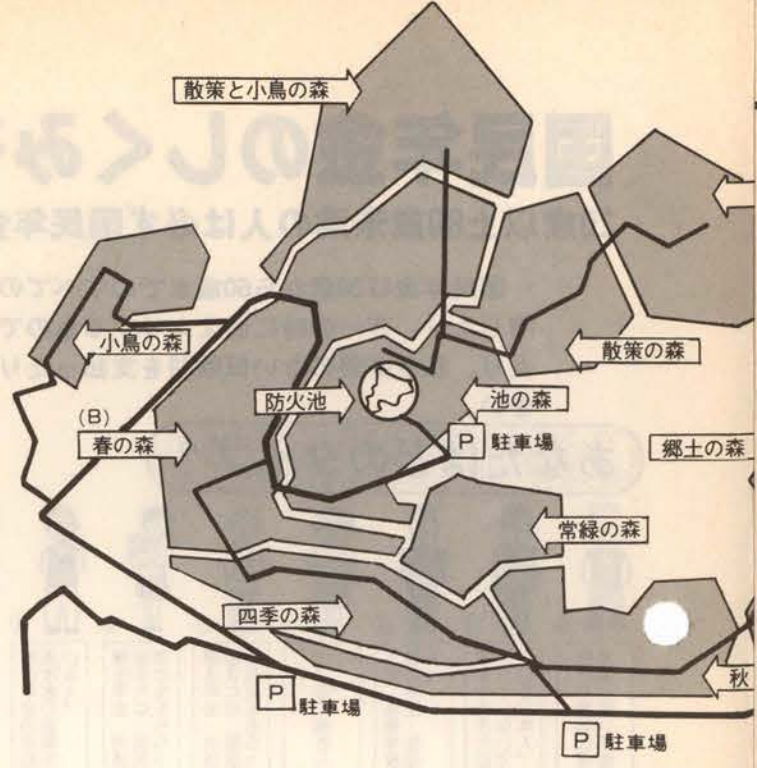 散策と小鳥の森
小鳥の森
散策の森
防火池
池の森
(B)
春の森
P 駐車場
郷土の森
常緑の森
四季の森
秋
P 駐車場
P 駐車場